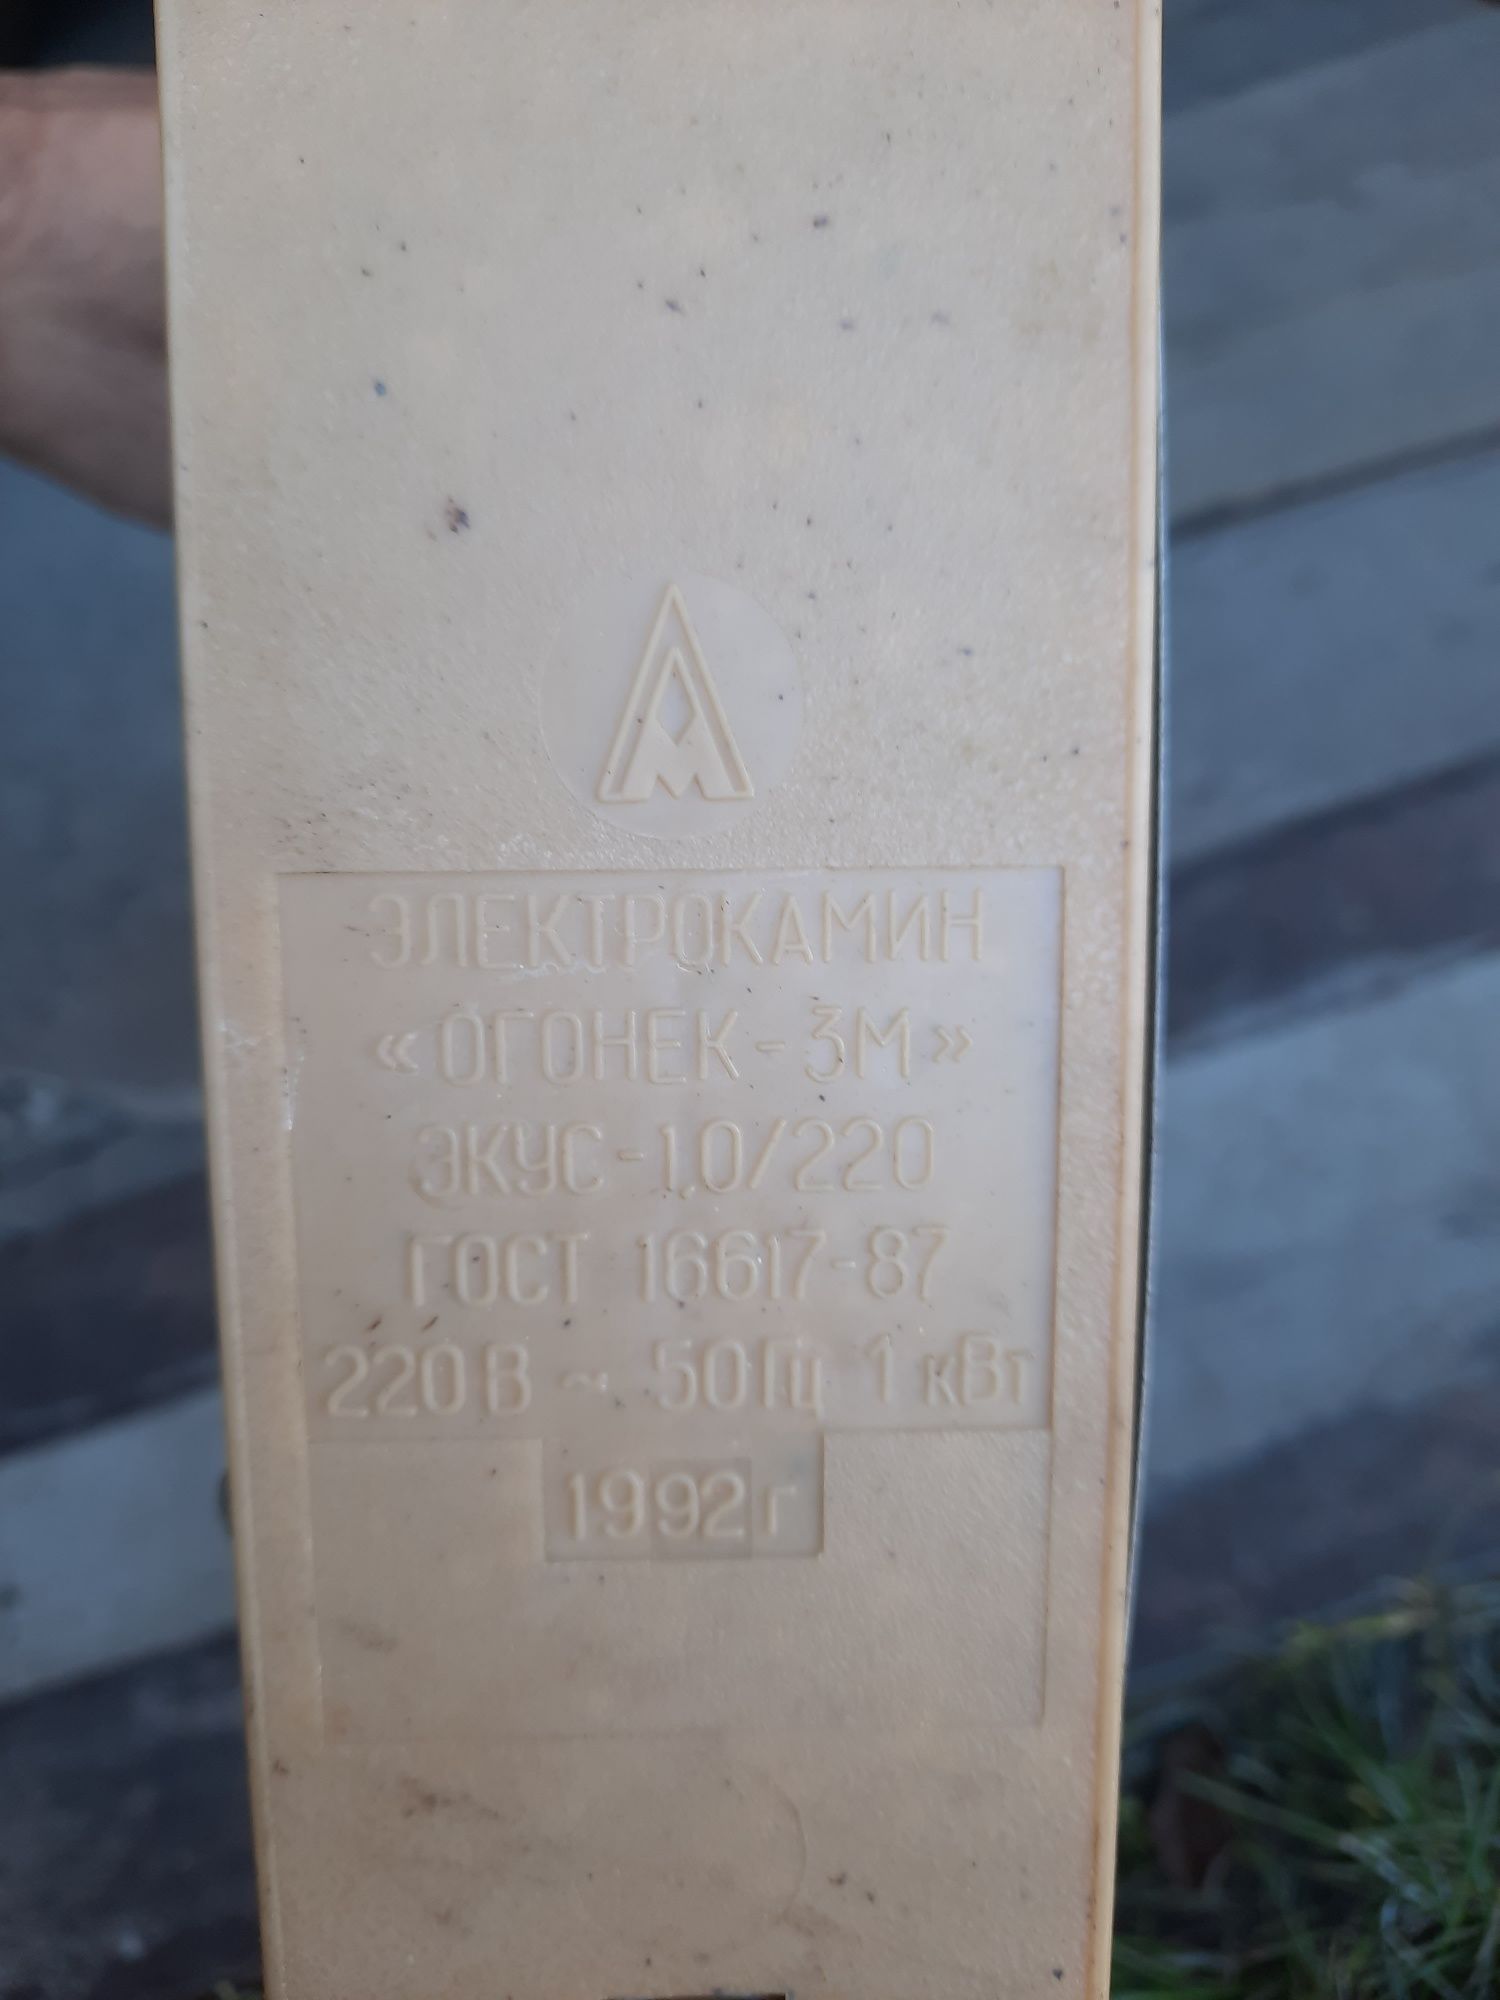 ЭЛЕКТРОКАМИН
«ОГОНЕК-3М»
ЭКУС-1,0/220
ГОСТ 16617-87
220 В ~ 50 Гц 1 кВт
1992 г